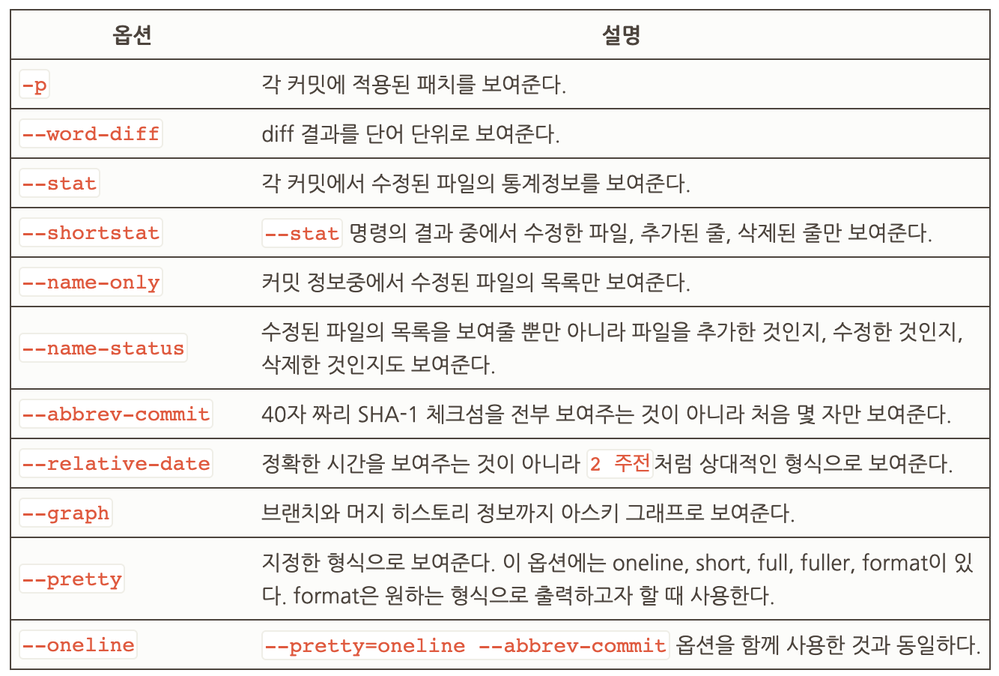 옵션 설명
-p 각 커밋에 적용된 패치를 보여준다.
--word-diff diff 결과를 단어 단위로 보여준다.
--stat 각 커밋에서 수정된 파일의 통계정보를 보여준다.
--shortstat --stat 명령의 결과 중에서 수정한 파일, 추가된 줄, 삭제된 줄만 보여준다.
--name-only 커밋 정보중에서 수정된 파일의 목록만 보여준다.
--name-status 수정된 파일의 목록을 보여줄 뿐만 아니라 파일을 추가한 것인지, 수정한 것인지,
삭제한 것인지도 보여준다.
--abbrev-commit 40자 짜리 SHA-1 체크섬을 전부 보여주는 것이 아니라 처음 몇 자만 보여준다.
--relative-date 정확한 시간을 보여주는 것이 아니라 2 주전처럼 상대적인 형식으로 보여준다.
--graph 브랜치와 머지 히스토리 정보까지 아스키 그래프로 보여준다.
--pretty 지정한 형식으로 보여준다. 이 옵션에는 oneline, short, full, fuller, format이 있
다. format은 원하는 형식으로 출력하고자 할 때 사용한다.
--oneline --pretty=oneline --abbrev-commit 옵션을 함께 사용한 것과 동일하다.